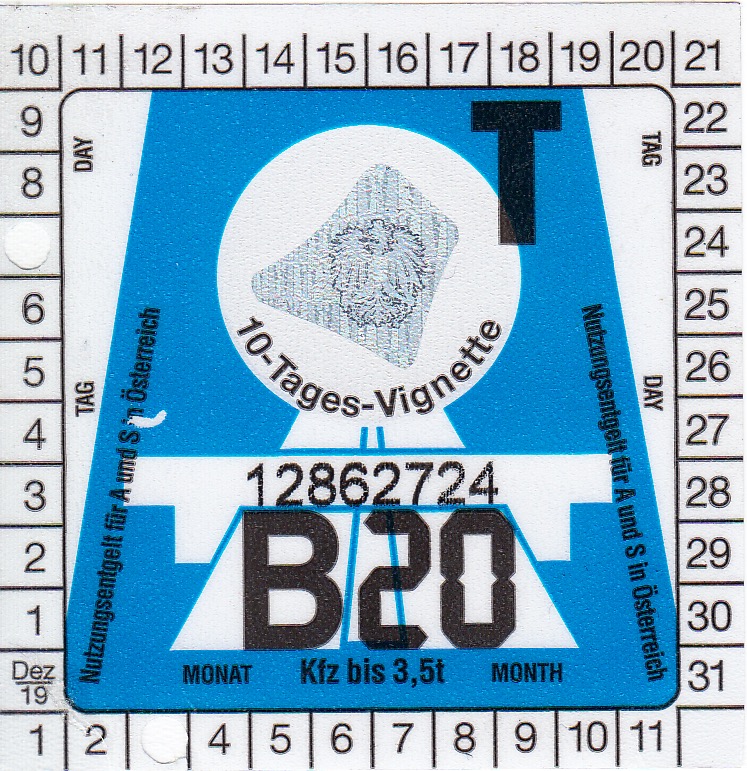 10 11 12 13 14 15 16 17 18 19 20 21
9
8
6
5
4
3
2
1
Dez
19
22
23
24
25
26
27
28
29
30
31
1 2 4 5 6 7 8 9 10 11
DAY
TAG
TAG
DAY
T
10-Tages-Vignette
Nutzungsentgelt für A und S in Österreich
Nutzungsentgelt für A und S in Österreich
12862724
B20
MONAT Kfz bis 3,5t MONTH